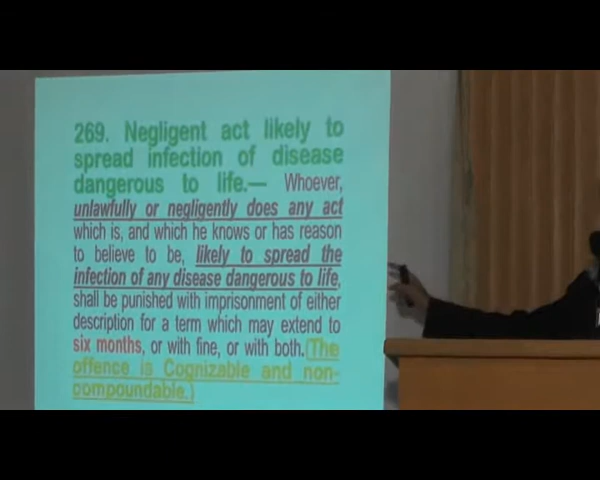 269. Negligent act likely to
spread infection of disease
dangerous to life.— Whoever,
unlawfully or negligently does any act
which is, and which he knows or has reason
to believe to be, likely to spread the
infection of any disease dangerous to life,
shall be punished with imprisonment of either
description for a term which may extend to
six months, or with fine, or with both.(The
offence is Cognizable and non-
compoundable.)